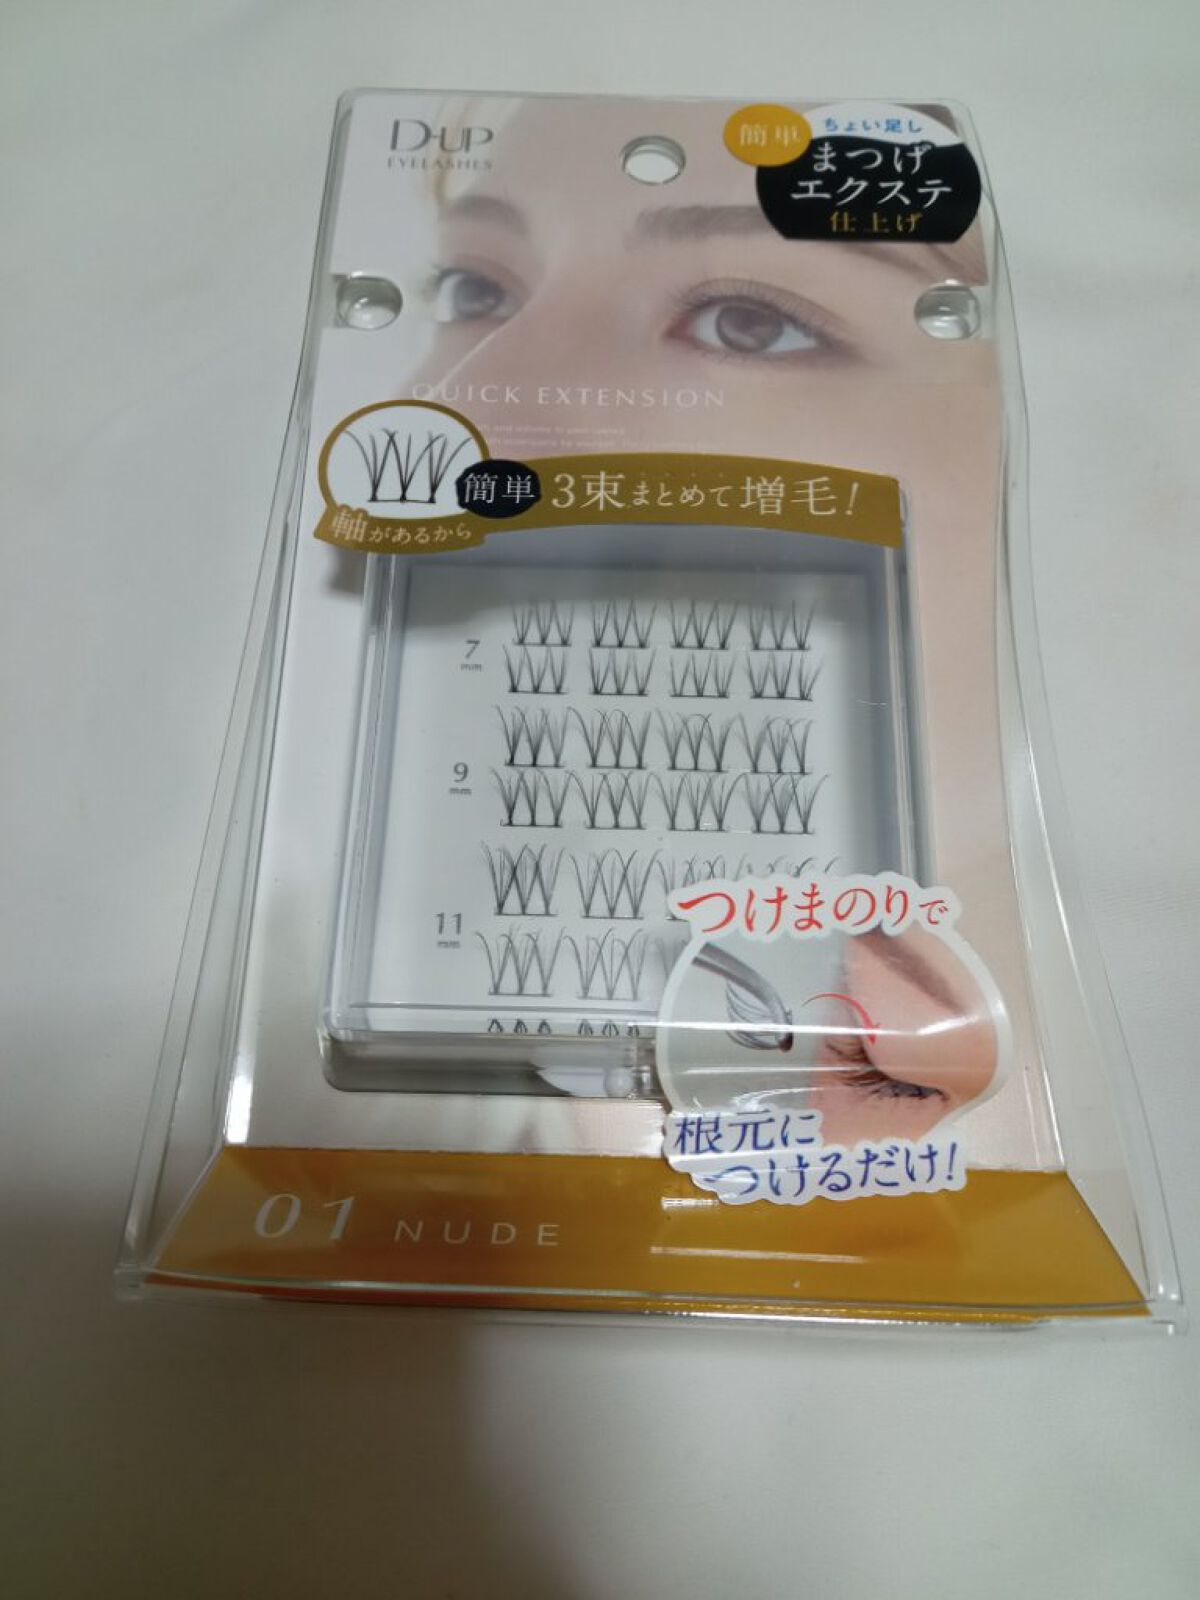 D-UP
EYELASHES
簡単
ちょい足し
まつげ
エクステ
仕上げ
QUICK EXTENSION
軸があるから
簡単
3束まとめて増毛!
7
mm
9
mm
11
mm
つけまのりで
根元に
つけるだけ!
01 NUDE